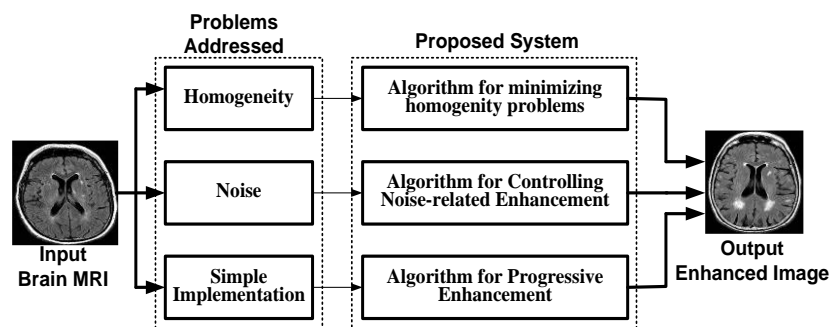 Problems
Addressed
Proposed System
Homogeneity
Algorithm for minimizing
homogenity problems
Noise
Algorithm for Controlling
Noise-related Enhancement
Simple
Implementation
Algorithm for Progressive
Enhancement
Input
Brain MRI
Output
Enhanced Image